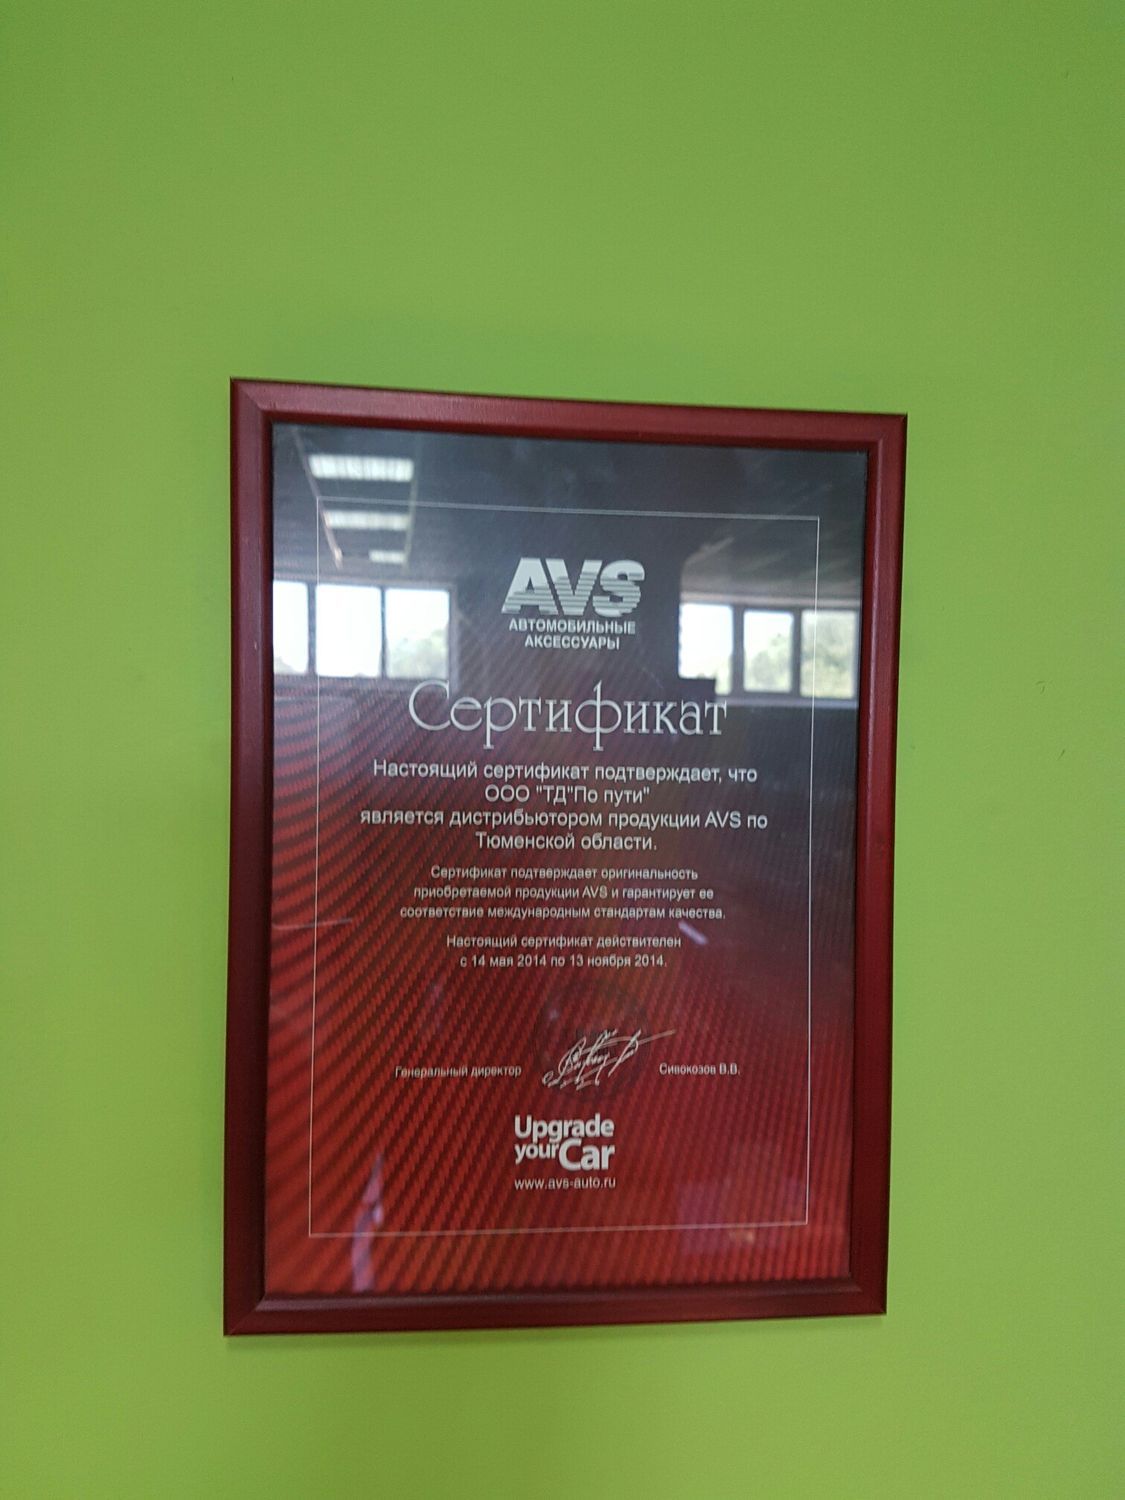 AVS
АВТОМОБИЛЬНЫЕ
АКСЕССУАРЫ
Сертификат
Настоящий сертификат подтверждает, что
ООО "ТД"По пути"
является дистрибьютором продукции AVS по
Тюменской области.
Сертификат подтверждает оригинальность
приобретаемой продукции AVS и гарантирует ее
соответствие международным стандартам качества.
Настоящий сертификат действителен
с 14 мая 2014 по 13 ноября 2014.
Генеральный директор Сивокозов В.В.
Upgrade
your Car
www.avs-auto.ru